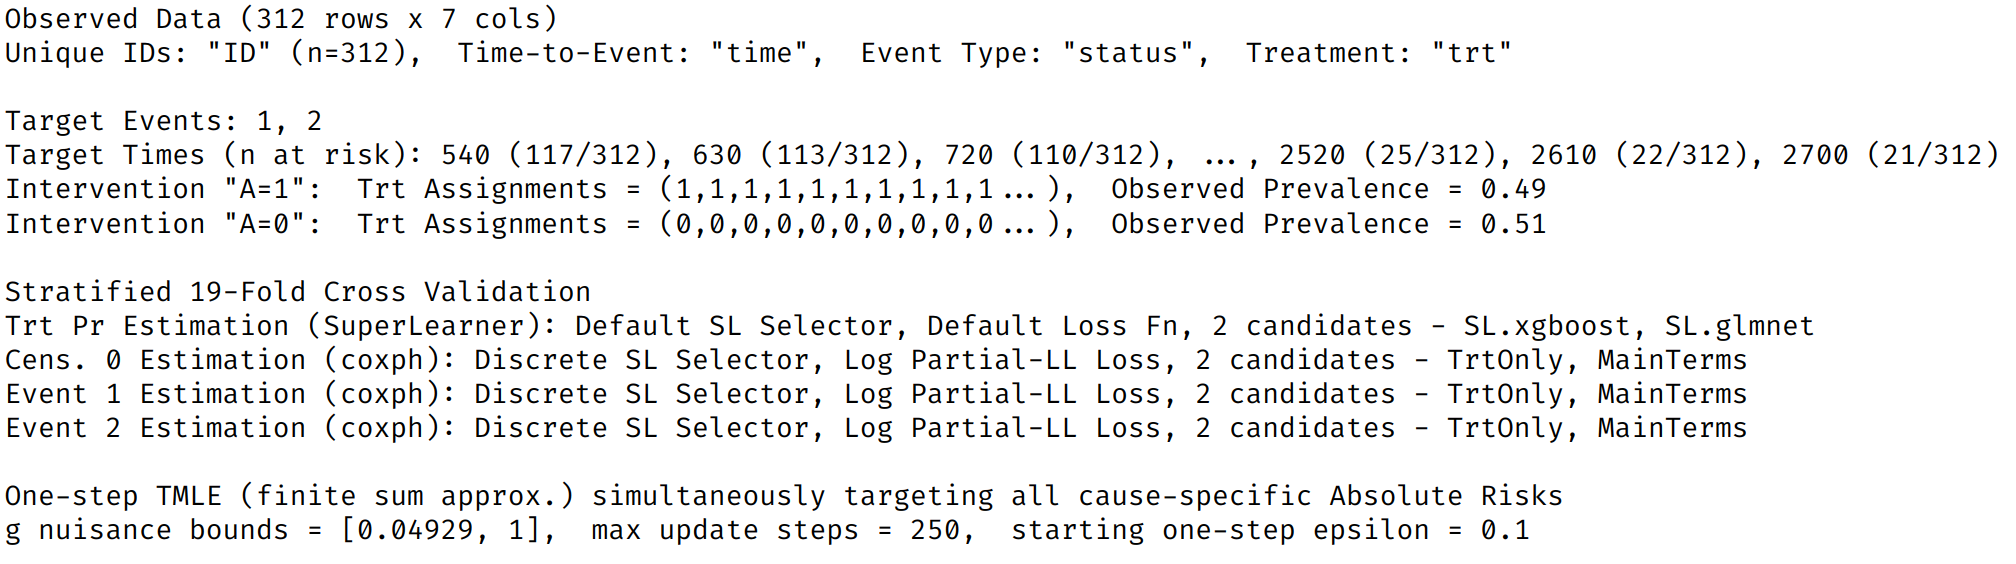 Observed Data (312 rows x 7 cols)
Unique IDs: "ID" (n=312),  Time-to-Event: "time",  Event Type: "status",  Treatment: "trt"
Target Events: 1, 2
Target Times (n at risk): 540 (117/312), 630 (113/312), 720 (110/312), ..., 2520 (25/312), 2610 (22/312), 2700 (21/312)
Intervention "A=1":  Trt Assignments = (1,1,1,1,1,1,1,1,1,1...),  Observed Prevalence = 0.49
Intervention "A=0":  Trt Assignments = (0,0,0,0,0,0,0,0,0,0...),  Observed Prevalence = 0.51
Stratified 19-Fold Cross Validation
Trt Pr Estimation (SuperLearner): Default SL Selector, Default Loss Fn, 2 candidates - SL.xgboost, SL.glmnet
Cens. 0 Estimation (coxph): Discrete SL Selector, Log Partial-LL Loss, 2 candidates - TrtOnly, MainTerms
Event 1 Estimation (coxph): Discrete SL Selector, Log Partial-LL Loss, 2 candidates - TrtOnly, MainTerms
Event 2 Estimation (coxph): Discrete SL Selector, Log Partial-LL Loss, 2 candidates - TrtOnly, MainTerms
One-step TMLE (finite sum approx.) simultaneously targeting all cause-specific Absolute Risks
g nuisance bounds = [0.04929, 1],  max update steps = 250,  starting one-step epsilon = 0.1